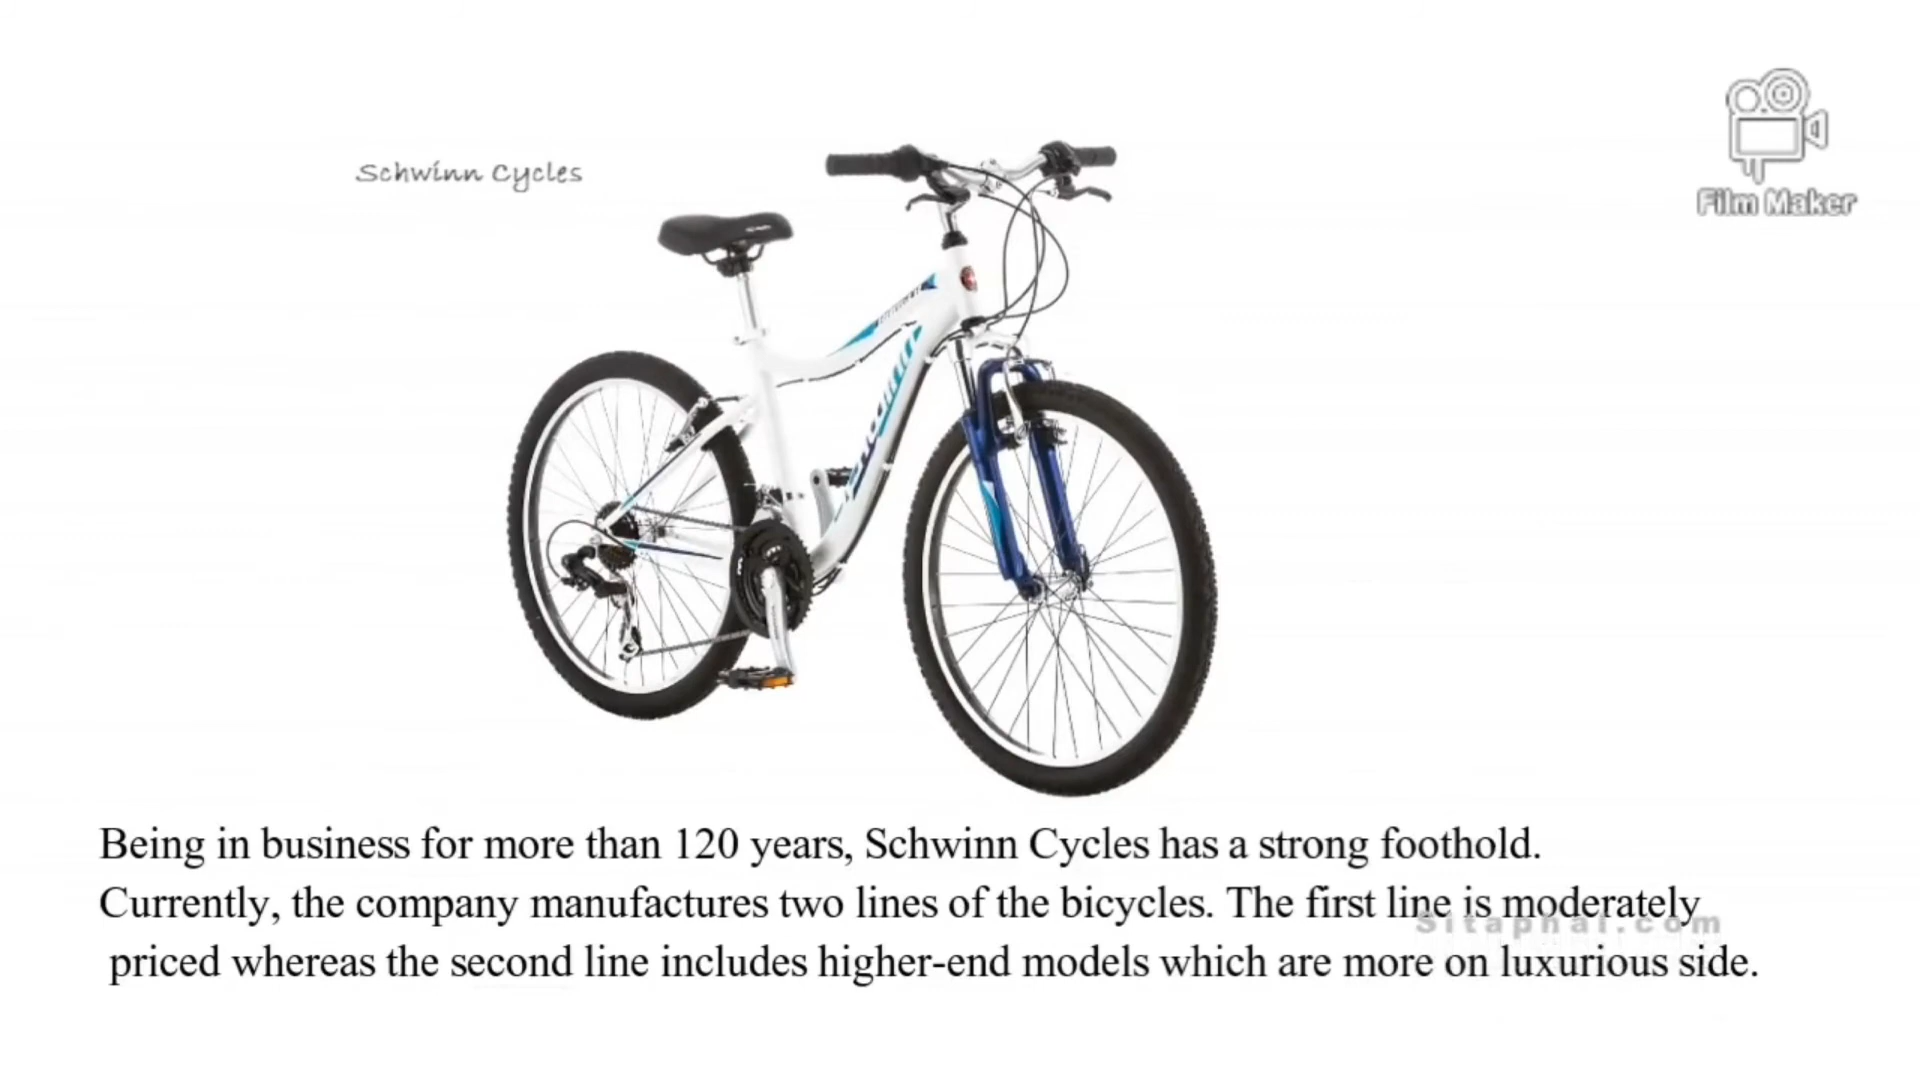 Schwinn Cycles
Film Maker
Being in business for more than 120 years, Schwinn Cycles has a strong foothold.
Currently, the company manufactures two lines of the bicycles. The first line is moderately
Sitaphal.com
priced whereas the second line includes higher-end models which are more on luxurious side.